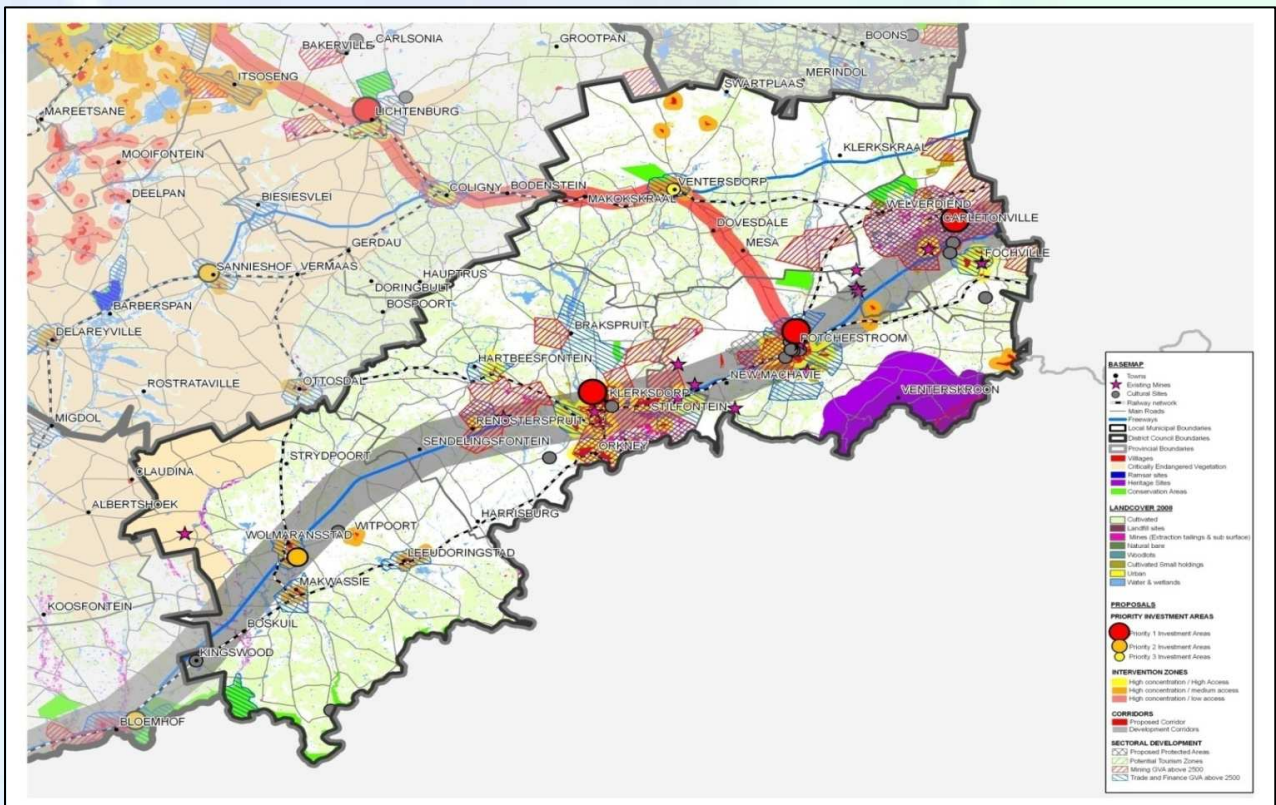 CARLSONIA
BAKERVILLE
GROOTPAN
BOONS
ITSOSENG
MERINDOL
SWARTPLAAS
MAREETSANE
LICHTENBURG
MOOIFONTEIN
KLERKSKRAAL
DEELPAN
BIESIESVLEI
COLIGNY
BODENSTEIN
VENTERSDORP
MAKOKSKRAAL
WELVERDIEND
CARLETONVILLE
DOVESDALE
GERDAU
MESA
FOCHVILLE
SANNIESHOF
VERMAAS
HAUPTRUS
DORINGBULT
BARBERSPAN
BOSPOORT
BRAKSPRUIT
DELAREYVILLE
POTCHEFSTROOM
HARTBEESFONTEIN
ROSTRATAVILLE
OTTOSDAL
NEW MACHAVIE
VENTERSKROON
KLERKSDORP
STILFONTEIN
MIGDOL
RENOSTERSPRUIT
SENDELINGSFONTEIN
ORKNEY
STRYDPOORT
CLAUDINA
ALBERTSHOEK
HARRISBURG
WITPOORT
WOLMARANSSTAD
LEEUDORINGSTAD
MAKWASSIE
KOOSFONTEIN
BOSKUIL
KINGSWOOD
BLOEMHOF
BASEMAP
Towns
Existing Mines
Cultural Sites
Railway network
Main Roads
Freeways
Local Municipal Boundaries
District Council Boundaries
Provincial Boundaries
Villages
Critically Endangered Vegetation
Ramsar sites
Heritage Sites
Conservation Areas
LANDCOVER 2008
Cultivated
Landfill sites
Mines (Extraction tailings & sub surface)
Natural bare
Woodlots
Cultivated Small holdings
Urban
Water & wetlands
PROPOSALS
PRIORITY INVESTMENT AREAS
Priority 1 Investment Areas
Priority 2 Investment Areas
Priority 3 Investment Areas
INTERVENTION ZONES
High concentration / High Access
High concentration / medium access
High concentration / low access
CORRIDORS
Proposed Corridor
Development Corridors
SECTORAL DEVELOPMENT
Proposed Protected Areas
Potential Tourism Zones
Mining GVA above 2500
Trade and Finance GVA above 2500